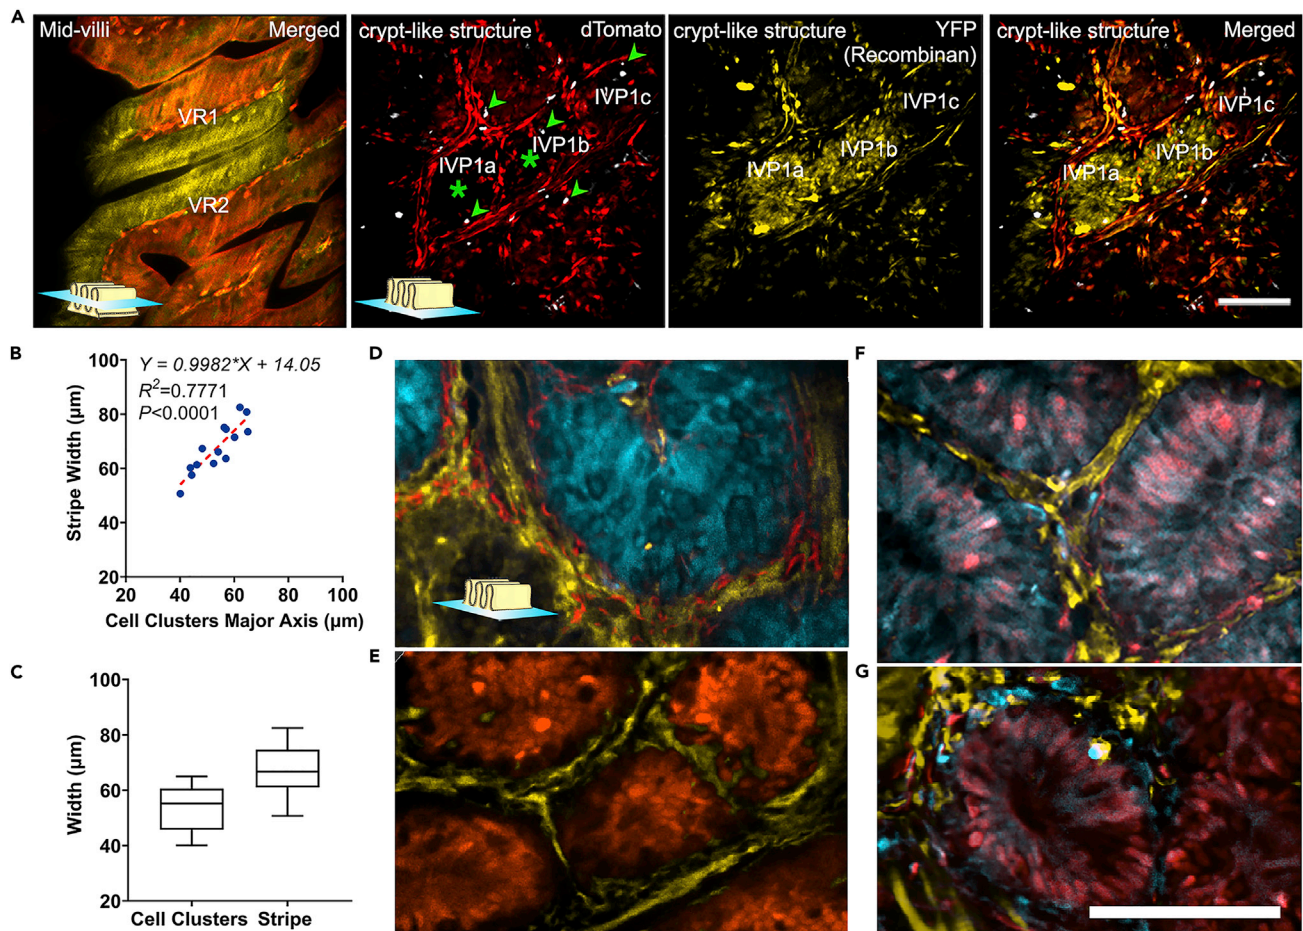 A
Mid-villi Merged
VR1
VR2
crypt-like structure dTomato
IVP1c
IVP1b
IVP1a
*
*
crypt-like structure YFP
(Recombinan)
IVP1c
IVP1b
IVP1a
crypt-like structure Merged
IVP1c
IVP1b
IVP1a
B
Y = 0.9982*X + 14.05
R²=0.7771
P<0.0001
Stripe Width (µm)
100
80
60
40
20
20 40 60 80 100
Cell Clusters Major Axis (µm)
C
Width (µm)
100
80
60
40
20
Cell Clusters Stripe
D
E
F
G